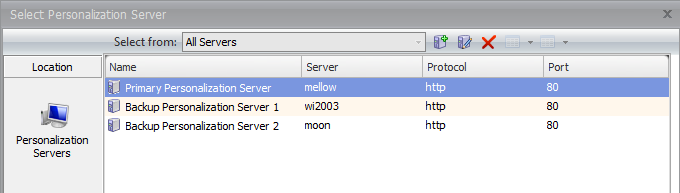 Select Personalization Server
Select from: All Servers
Location
Name Server Protocol Port
Primary Personalization Server mellow http 80
Backup Personalization Server 1 wi2003 http 80
Backup Personalization Server 2 moon http 80
Personalization
Servers